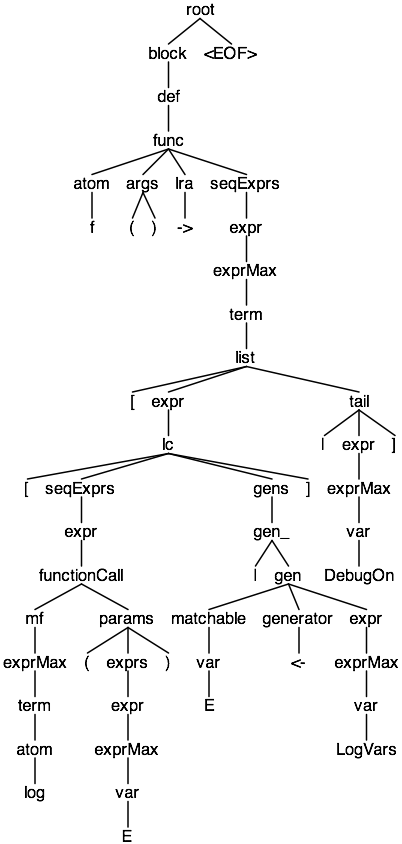 root
block <EOF>
def
func
atom args lra seqExprs
f ( ) -> expr
exprMax
term
list
[ expr tail
lc | expr ]
[ seqExprs gens ] exprMax
expr gen_ var
functionCall | gen DebugOn
mf params matchable generator expr
exprMax ( exprs ) var <- exprMax
term expr E var
atom exprMax LogVars
log var
E